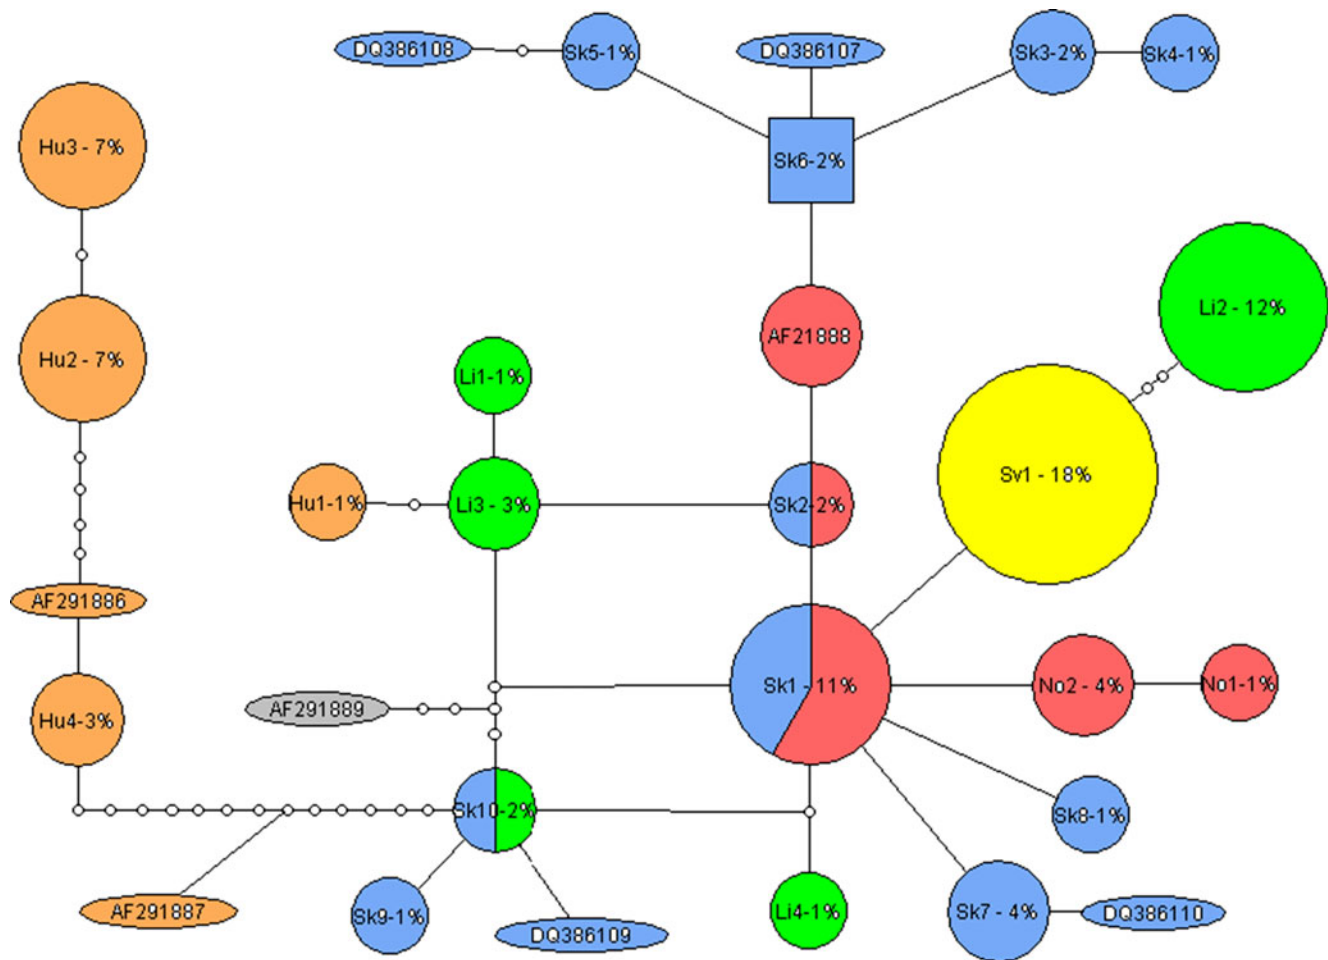 DQ386108
Sk5-1%
DQ386107
Sk3-2%
Sk4-1%
Hu3 - 7%
Sk6-2%
Li2 - 12%
AF21888
Hu2 - 7%
Li1-1%
Sv1 - 18%
Hu1-1%
Li3 - 3%
Sk2-2%
AF291886
Sk1 - 11%
No2 - 4%
No1-1%
AF291889
Hu4-3%
Sk10-2%
Sk8-1%
AF291887
Sk9-1%
DQ386109
Li4-1%
Sk7 - 4%
DQ386110